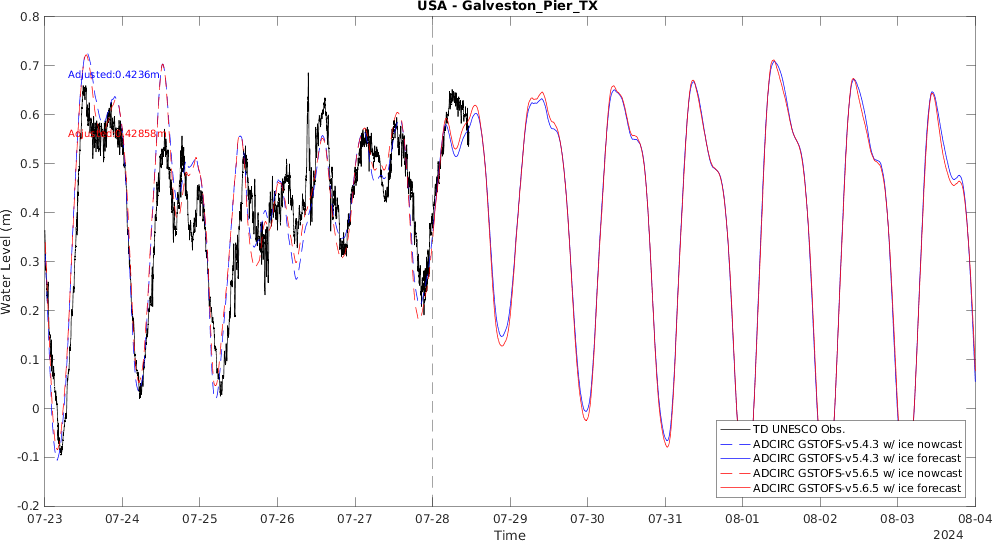 USA - Galveston_Pier_TX
0.8
0.7
0.6
0.5
0.4
0.3
0.2
0.1
0
-0.1
-0.2
Water Level (m)
Adjusted:0.4236m
Adjusted:0.42858m
TD UNESCO Obs.
ADCIRC GSTOFS-v5.4.3 w/ ice nowcast
ADCIRC GSTOFS-v5.4.3 w/ ice forecast
ADCIRC GSTOFS-v5.6.5 w/ ice nowcast
ADCIRC GSTOFS-v5.6.5 w/ ice forecast
07-23 07-24 07-25 07-26 07-27 07-28 07-29 07-30 07-31 08-01 08-02 08-03 08-04
Time
2024